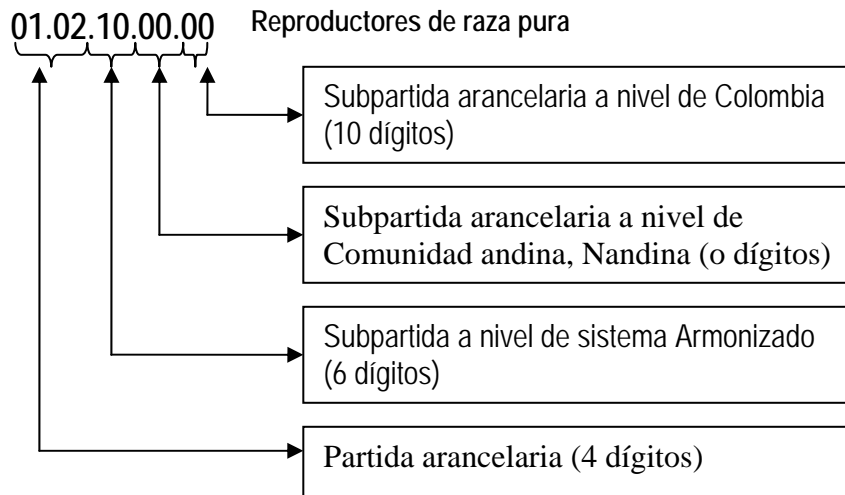 01.02.10.00.00 Reproductores de raza pura
Subpartida arancelaria a nivel de Colombia
(10 dígitos)
Subpartida arancelaria a nivel de
Comunidad andina, Nandina (o dígitos)
Subpartida a nivel de sistema Armonizado
(6 dígitos)
Partida arancelaria (4 dígitos)